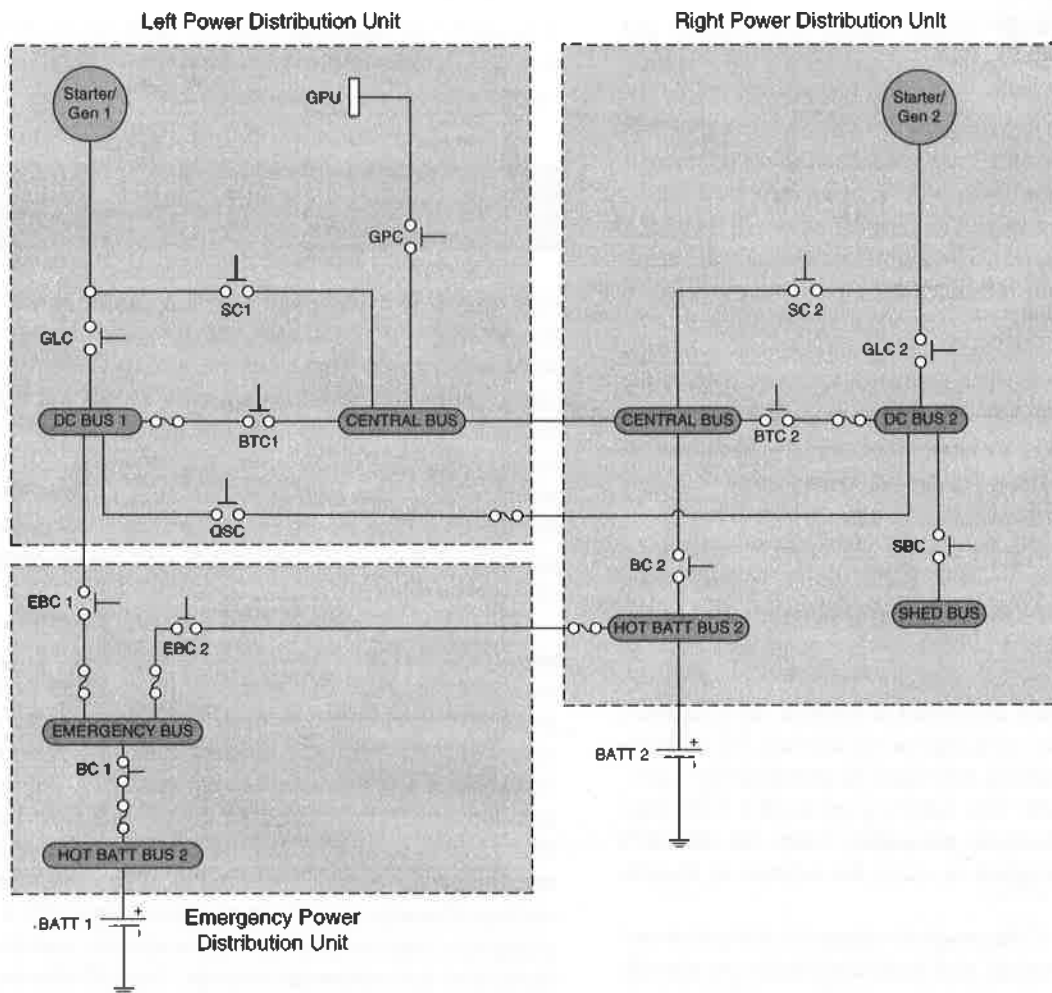 Left Power Distribution Unit
Right Power Distribution Unit
Starter/
Gen 1
GPU
Starter/
Gen 2
GPC
SC1
SC 2
GLC
GLC 2
DC BUS 1
BTC1
CENTRAL BUS
CENTRAL BUS
BTC 2
DC BUS 2
QSC
EBC 1
EBC 2
BC 2
SBC
HOT BATT BUS 2
SHED BUS
EMERGENCY BUS
BC 1
BATT 2
+
-
HOT BATT BUS 2
BATT 1
+
-
Emergency Power
Distribution Unit